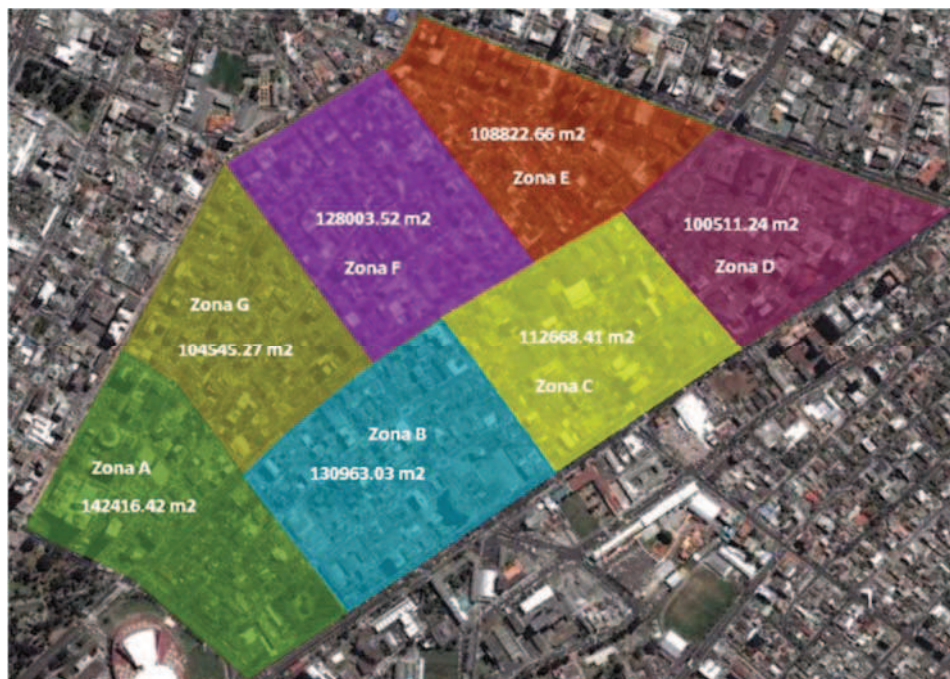 108822.66 m2
Zona E
128003.52 m2
Zona F
100511.24 m2
Zona D
Zona G
104545.27 m2
112668.41 m2
Zona C
Zona B
130963.03 m2
Zona A
142416.42 m2